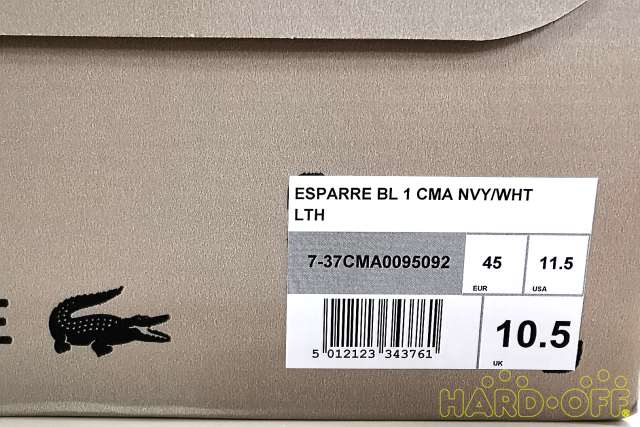 ESPARRE BL 1 CMA NVY/WHT
LTH
7-37CMA0095092
45
EUR
11.5
USA
5 012123 343761
10.5
UK
E
HARD·OFF